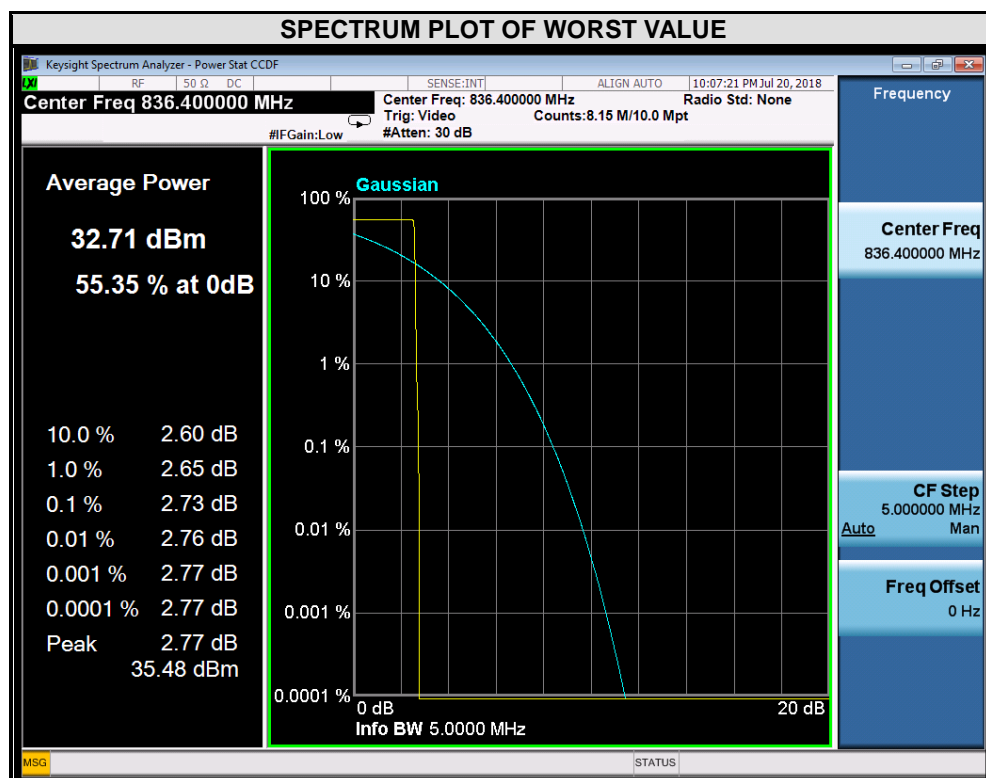 SPECTRUM PLOT OF WORST VALUE
Keysight Spectrum Analyzer - Power Stat CCDF
LXI RF 50 Ω DC SENSE:INT ALIGN AUTO 10:07:21 PM Jul 20, 2018
Center Freq 836.400000 MHz
#IFGain:Low
Center Freq: 836.400000 MHz Radio Std: None
Trig: Video Counts:8.15 M/10.0 Mpt
#Atten: 30 dB
Average Power
32.71 dBm
55.35 % at 0dB
10.0 % 2.60 dB
1.0 % 2.65 dB
0.1 % 2.73 dB
0.01 % 2.76 dB
0.001 % 2.77 dB
0.0001 % 2.77 dB
Peak 2.77 dB
35.48 dBm
Gaussian
100 %
10 %
1 %
0.1 %
0.01 %
0.001 %
0.0001 %
0 dB 20 dB
Info BW 5.0000 MHz
Frequency
Center Freq
836.400000 MHz
CF Step
5.000000 MHz
Auto Man
Freq Offset
0 Hz
MSG STATUS